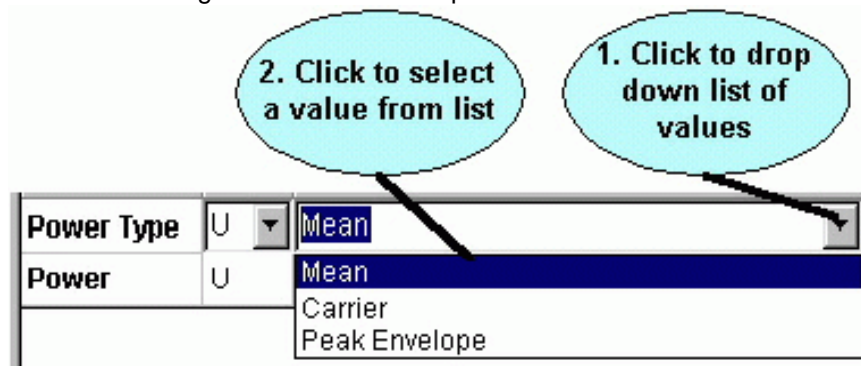 2. Click to select
a value from list
1. Click to drop
down list of
values
Power Type U Mean
Power U Mean
Carrier
Peak Envelope